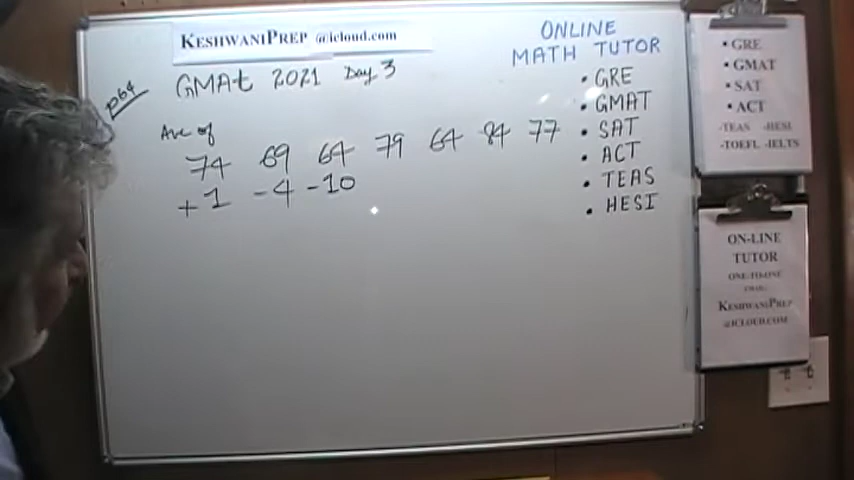 KESHWANIPREP @icloud.com
P64
GMAt 2021 Day 3
Ave of
74 69 64 79 64 84 77
+1 -4 -10
ONLINE
MATH TUTOR
• GRE
• GMAT
• SAT
• ACT
• TEAS
• HESI
• GRE
• GMAT
• SAT
• ACT
-TEAS -HESI
-TOEFL -IELTS
ON-LINE
TUTOR
ONE-TO-ONE
EMAIL:
KESHWANIPREP
@ICLOUD.COM